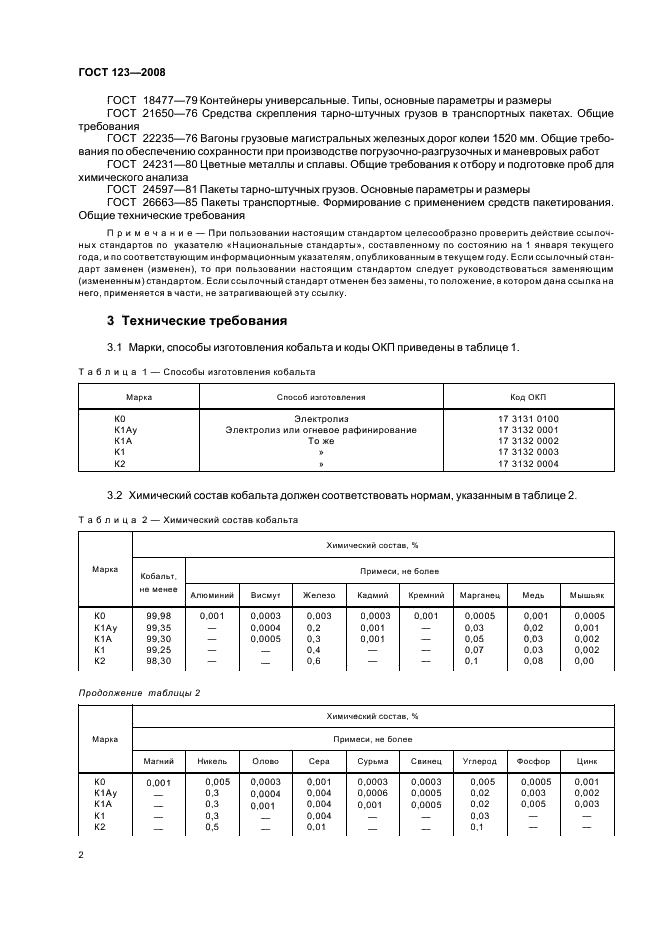 ГОСТ 123—2008
ГОСТ 18477—79 Контейнеры универсальные. Типы, основные параметры и размеры
ГОСТ 21650—76 Средства скрепления тарно-штучных грузов в транспортных пакетах. Общие
требования
ГОСТ 22235—76 Вагоны грузовые магистральных железных дорог колеи 1520 мм. Общие требо-
вания по обеспечению сохранности при производстве погрузочно-разгрузочных и маневровых работ
ГОСТ 24231—80 Цветные металлы и сплавы. Общие требования к отбору и подготовке проб для
химического анализа
ГОСТ 24597—81 Пакеты тарно-штучных грузов. Основные параметры и размеры
ГОСТ 26663—85 Пакеты транспортные. Формирование с применением средств пакетирования.
Общие технические требования
Примечание — При пользовании настоящим стандартом целесообразно проверить действие ссылоч-
ных стандартов по указателю «Национальные стандарты», составленному по состоянию на 1 января текущего
года, и по соответствующим информационным указателям, опубликованным в текущем году. Если ссылочный стан-
дарт заменен (изменен), то при пользовании настоящим стандартом следует руководствоваться заменяющим
(измененным) стандартом. Если ссылочный стандарт отменен без замены, то положение, в котором дана ссылка на
него, применяется в части, не затрагивающей эту ссылку.
3 Технические требования
3.1 Марки, способы изготовления кобальта и коды ОКП приведены в таблице 1.
Таблица 1 — Способы изготовления кобальта
Марка Способ изготовления Код ОКП
К0 Электролиз 17 3131 0100
К1Ау Электролиз или огневое рафинирование 17 3132 0001
К1А То же 17 3132 0002
К1 » 17 3132 0003
К2 » 17 3132 0004
3.2 Химический состав кобальта должен соответствовать нормам, указанным в таблице 2.
Таблица 2 — Химический состав кобальта
Марка Химический состав, %
Кобальт, не менее Примеси, не более
Алюминий Висмут Железо Кадмий Кремний Марганец Медь Мышьяк
К0 99,98 0,001 0,0003 0,003 0,0003 0,001 0,0005 0,001 0,0005
К1Ау 99,35 — 0,0004 0,2 0,001 — 0,03 0,02 0,001
К1А 99,30 — 0,0005 0,3 0,001 — 0,05 0,03 0,002
К1 99,25 — — 0,4 — — 0,07 0,03 0,002
К2 98,30 — — 0,6 — — 0,1 0,08 0,00
Продолжение таблицы 2
Марка Химический состав, %
Примеси, не более
Магний Никель Олово Сера Сурьма Свинец Углерод Фосфор Цинк
К0 0,001 0,005 0,0003 0,001 0,0003 0,0003 0,005 0,0005 0,001
К1Ау — 0,3 0,0004 0,004 0,0006 0,0005 0,02 0,003 0,002
К1А — 0,3 0,001 0,004 0,001 0,0005 0,02 0,005 0,003
К1 — 0,3 — 0,004 — — 0,03 — —
К2 — 0,5 — 0,01 — — 0,1 — —
2